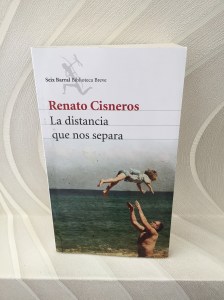 Seix Barral Biblioteca Breve
Renato Cisneros
La distancia
que nos separa